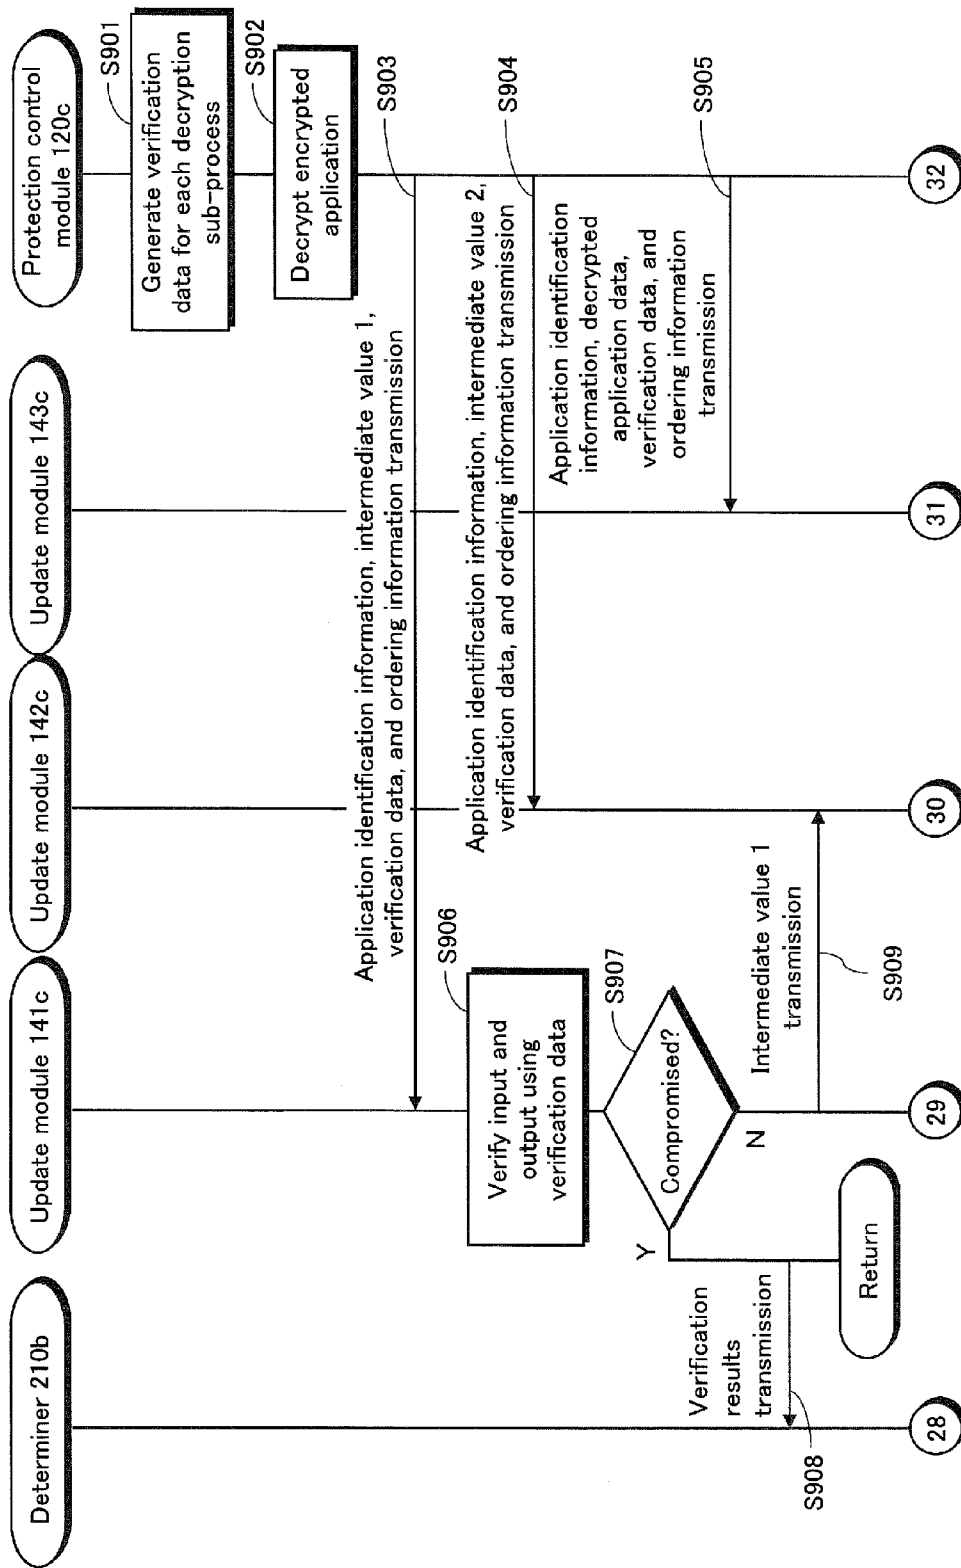 Determiner 210b
Update module 141c
Update module 142c
Update module 143c
Protection control
module 120c
Generate verification
data for each decryption
sub-process
S901
Decrypt encrypted
application
S902
Application identification information, intermediate value 1,
verification data, and ordering information transmission
S903
Application identification information, intermediate value 2,
verification data, and ordering information transmission
S904
Application identification
information, decrypted
application data,
verification data, and
ordering information
transmission
S905
Verify input and
output using
verification data
S906
Compromised?
S907
Y
N
Verification
results
transmission
S908
Intermediate value 1
transmission
S909
Return
28
29
30
31
32